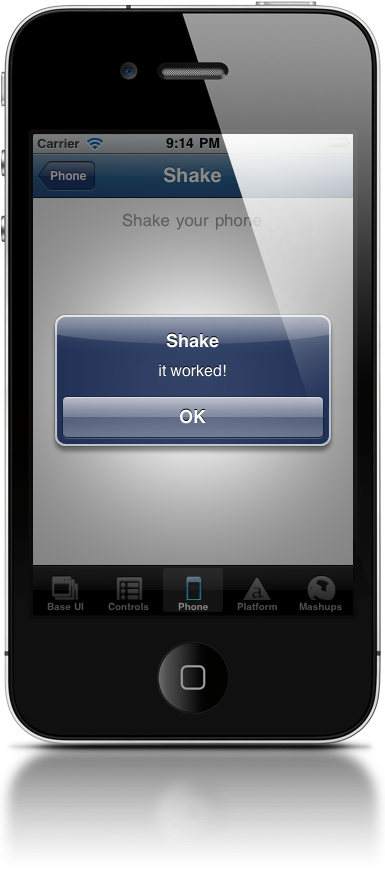 Carrier 9:14 PM
Phone Shake
Shake your phone
Shake
it worked!
OK
Base UI Controls Phone Platform Mashups